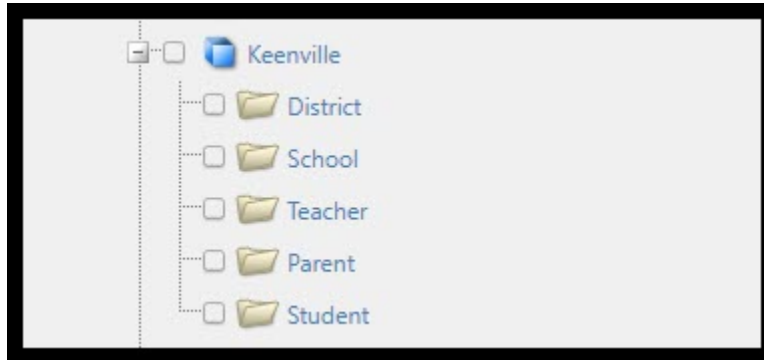 Keenville
District
School
Teacher
Parent
Student